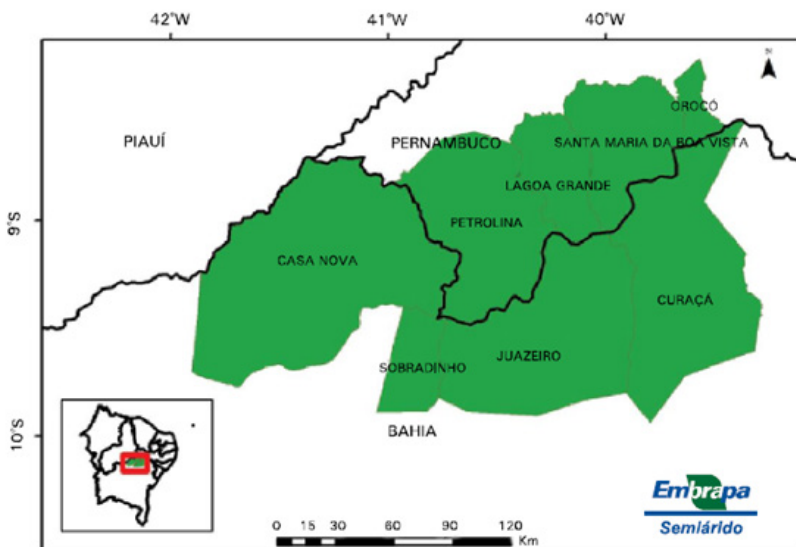 42°W 41°W 40°W
N
OROCÓ
PIAUÍ
PERNAMBUCO
SANTA MARIA DA BOA VISTA
LAGOA GRANDE
9°S
PETROLINA
CASA NOVA
CURAÇÁ
JUAZEIRO
SOBRADINHO
BAHIA
10°S
Embrapa
Semiárido
0 15 30 60 90 120
Km